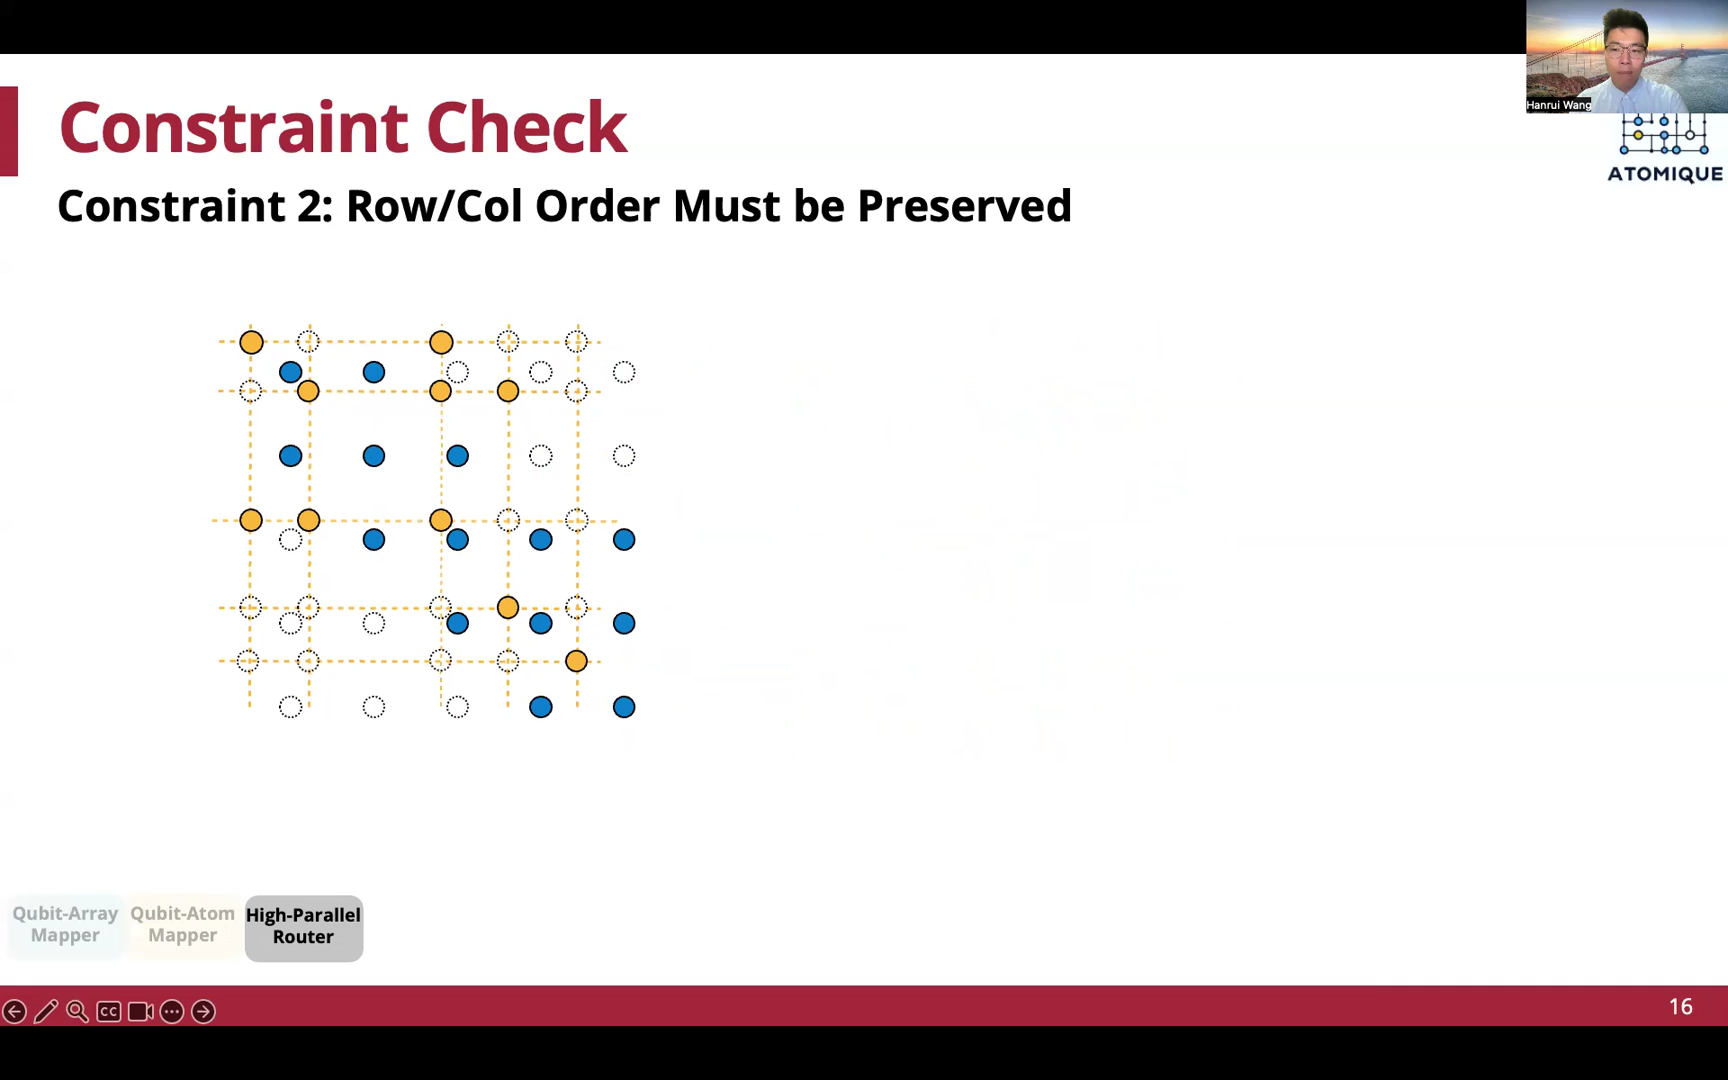 Hanrui Wang
Constraint Check
ATOMIQUE
Constraint 2: Row/Col Order Must be Preserved
Qubit-Array
Mapper
Qubit-Atom
Mapper
High-Parallel
Router
CC
16